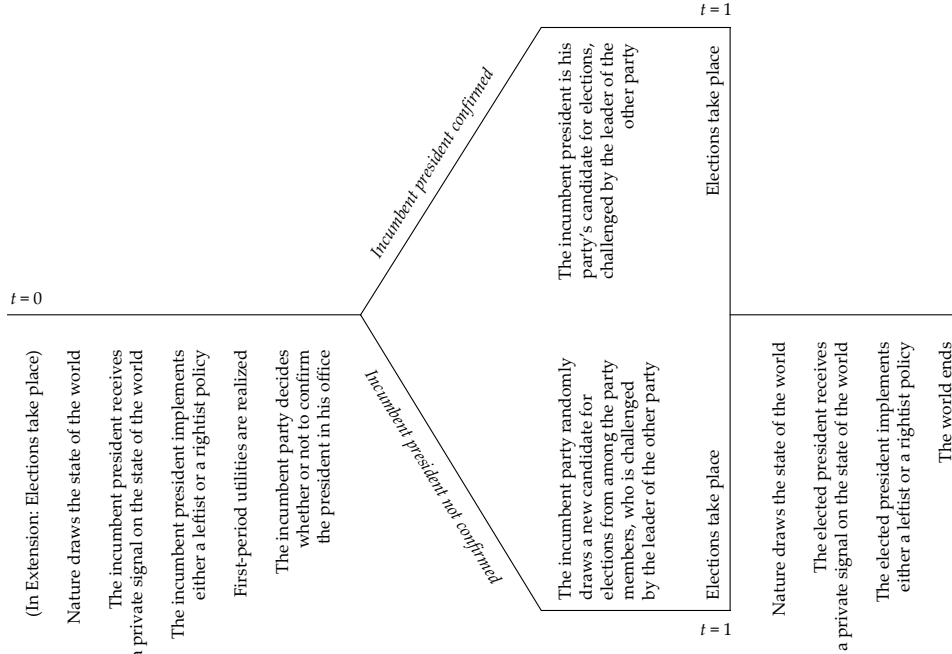 t = 0
(In Extension: Elections take place)
Nature draws the state of the world
The incumbent president receives
a private signal on the state of the world
The incumbent president implements
either a leftist or a rightist policy
First-period utilities are realized
The incumbent party decides
whether or not to confirm
the president in his office
Incumbent president confirmed
Incumbent president not confirmed
t = 1
The incumbent president is his
party's candidate for elections,
challenged by the leader of the
other party
Elections take place
The incumbent party randomly
draws a new candidate for
elections from among the party
members, who is challenged
by the leader of the other party
Elections take place
t = 1
Nature draws the state of the world
The elected president receives
a private signal on the state of the world
The elected president implements
either a leftist or a rightist policy
The world ends